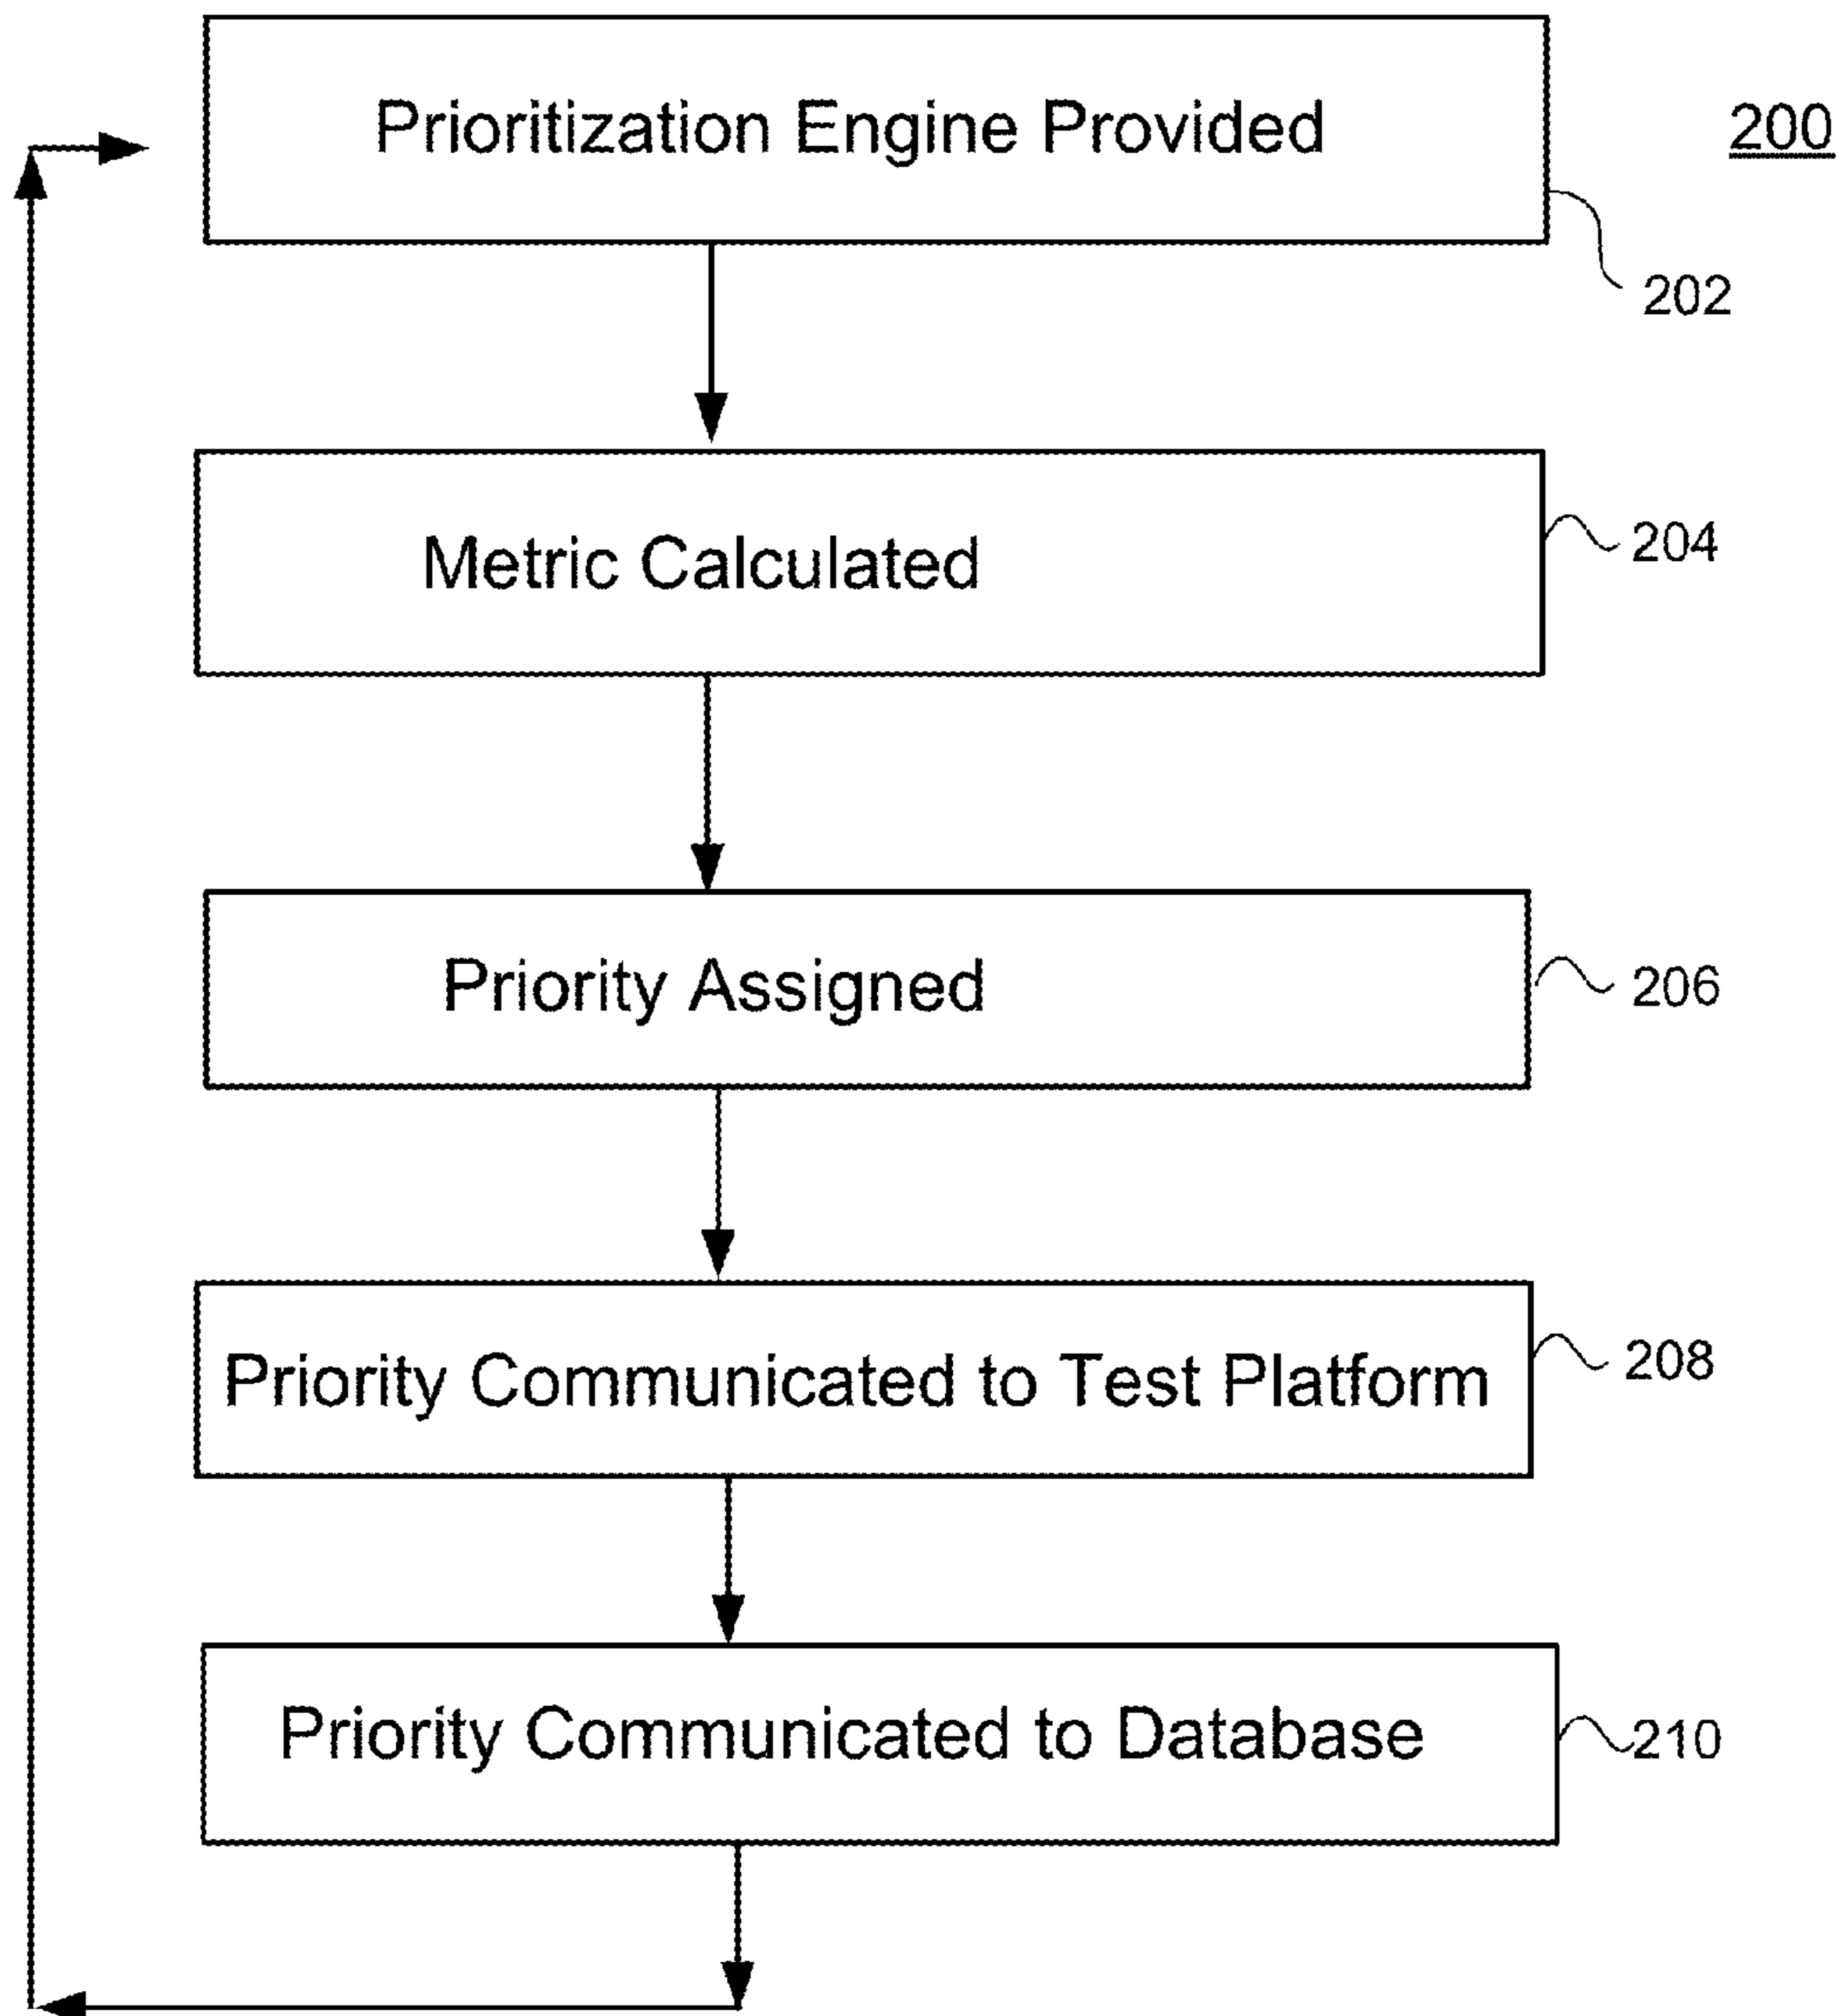 Prioritization Engine Provided
200
202
Metric Calculated
204
Priority Assigned
206
Priority Communicated to Test Platform
208
Priority Communicated to Database
210